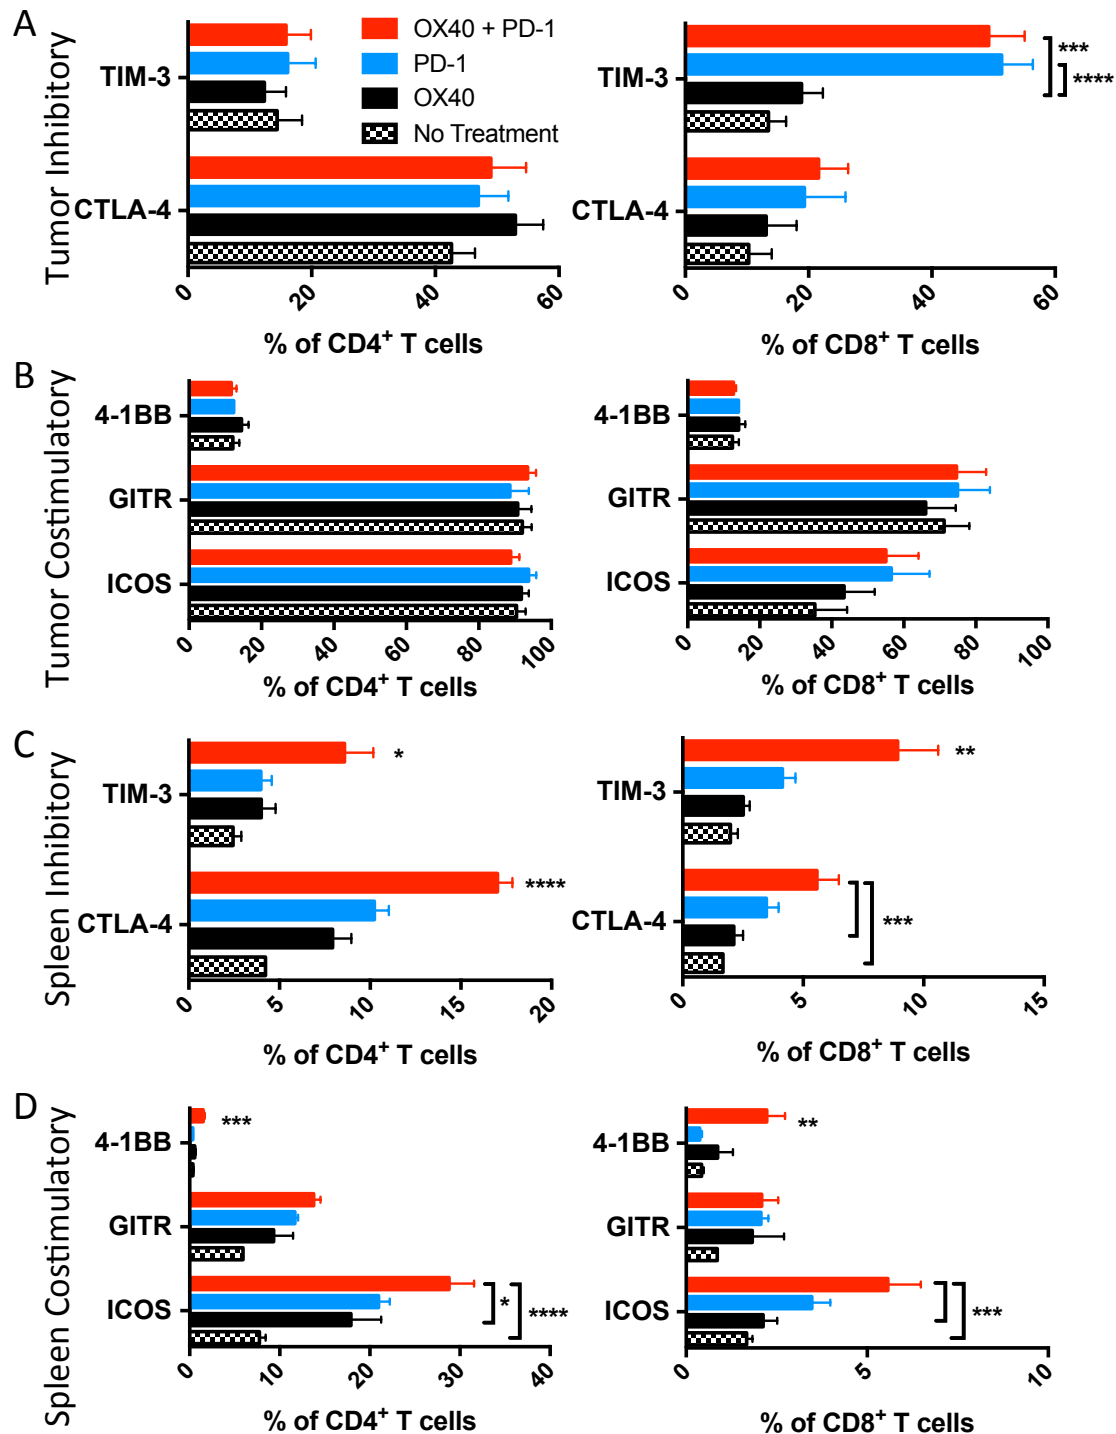 A
Tumor Inhibitory
TIM-3
CTLA-4
OX40 + PD-1
PD-1
OX40
No Treatment
0 20 40 60
% of CD4+ T cells
TIM-3
CTLA-4
***
****
0 20 40 60
% of CD8+ T cells
B
Tumor Costimulatory
4-1BB
GITR
ICOS
0 20 40 60 80 100
% of CD4+ T cells
4-1BB
GITR
ICOS
0 20 40 60 80 100
% of CD8+ T cells
C
Spleen Inhibitory
TIM-3
*
CTLA-4
****
0 5 10 15 20
% of CD4+ T cells
TIM-3
**
CTLA-4
***
0 5 10 15
% of CD8+ T cells
D
Spleen Costimulatory
4-1BB
***
GITR
ICOS
*
****
0 10 20 30 40
% of CD4+ T cells
4-1BB
**
GITR
ICOS
***
0 5 10
% of CD8+ T cells